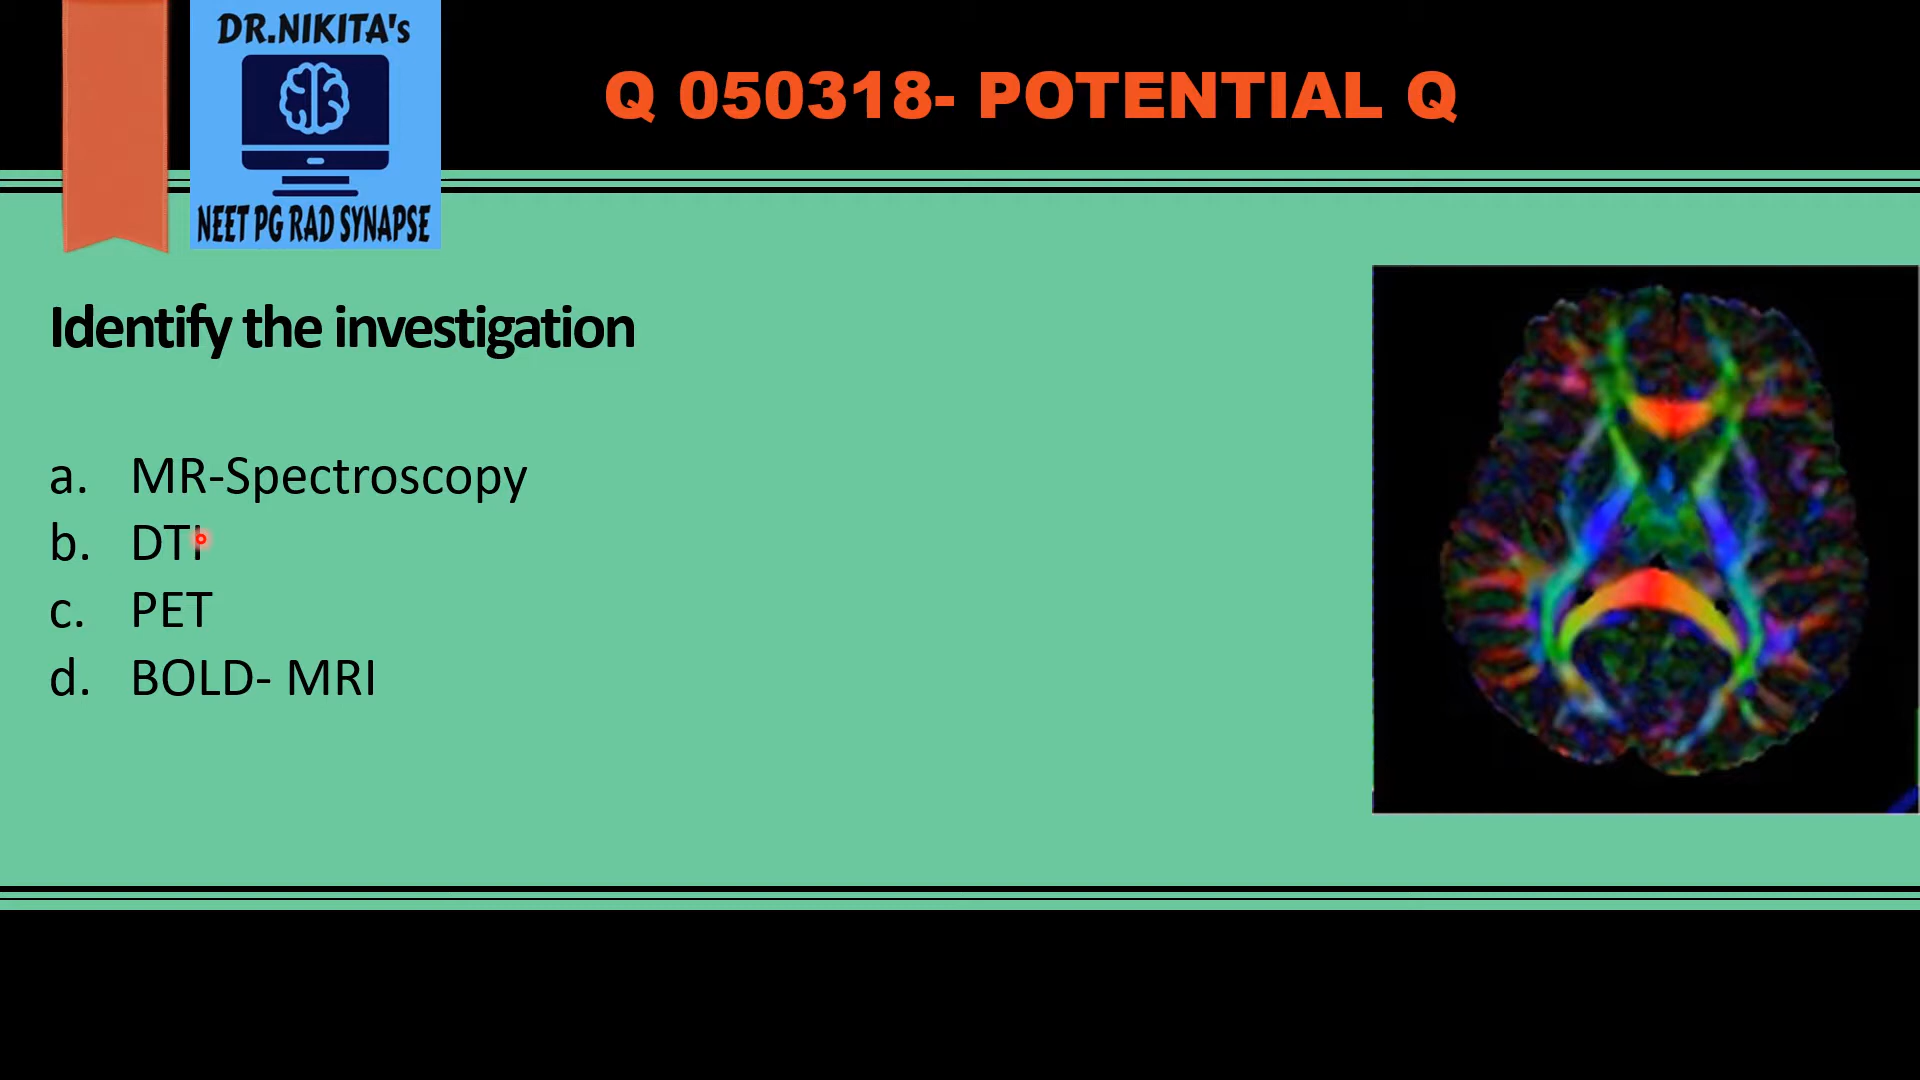 DR.NIKITA's
NEET PG RAD SYNAPSE
Q 050318- POTENTIAL Q
Identify the investigation
a. MR-Spectroscopy
b. DTI
c. PET
d. BOLD- MRI